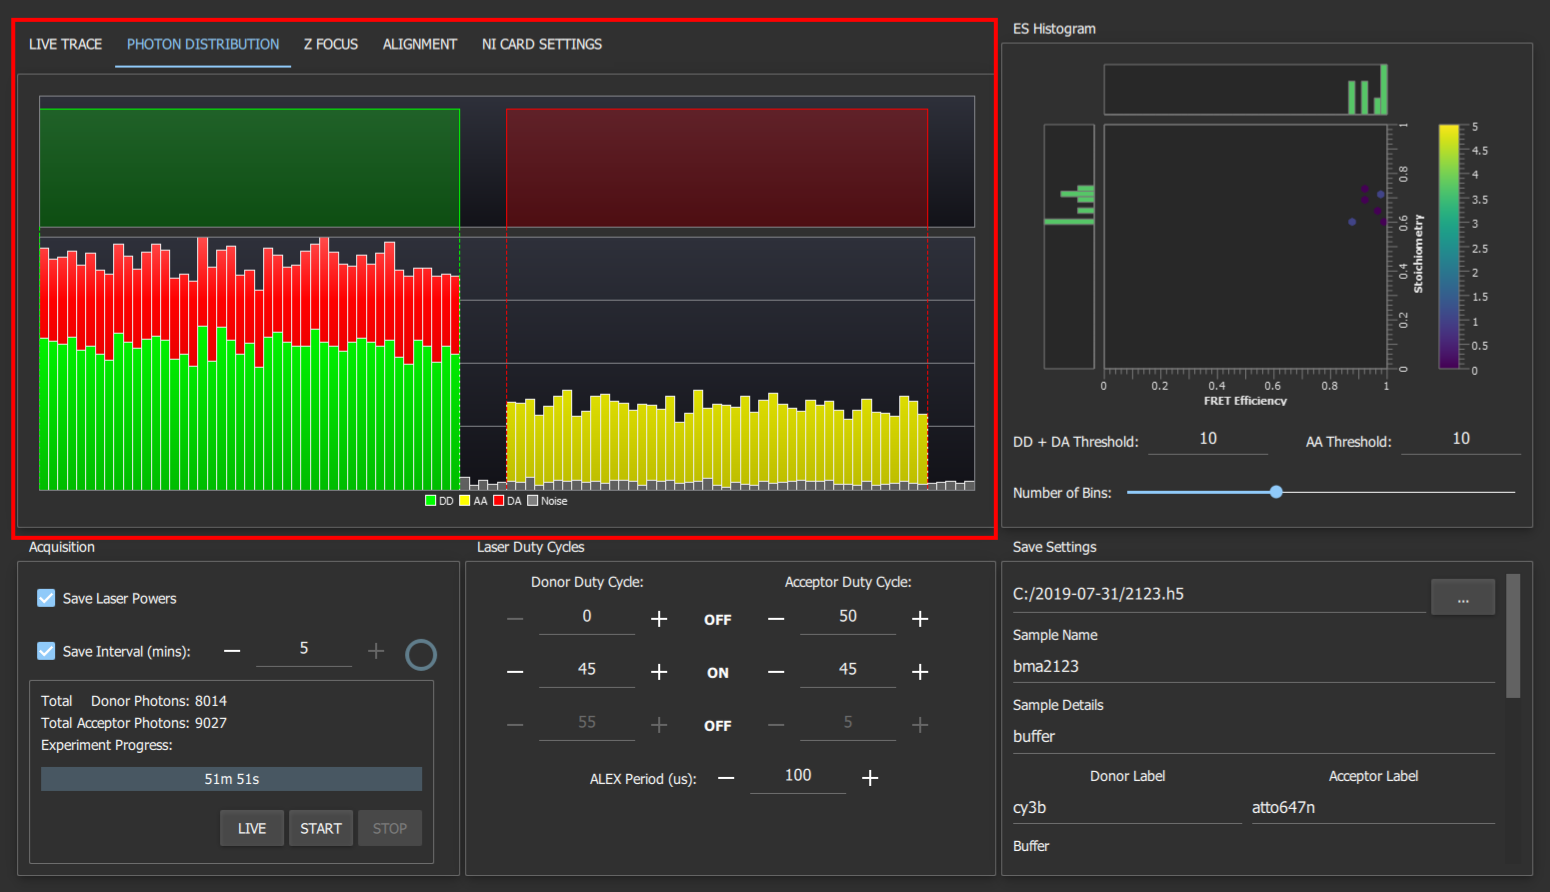 LIVE TRACE PHOTON DISTRIBUTION Z FOCUS ALIGNMENT NI CARD SETTINGS
DD AA DA Noise
ES Histogram
5
4.5
4
3.5
3
2.5
2
1.5
1
0.5
0
1
0.8
0.6
0.4
0.2
0
Stoichiometry
0 0.2 0.4 0.6 0.8 1
FRET Efficiency
DD + DA Threshold: 10 AA Threshold: 10
Number of Bins:
Acquisition
Save Laser Powers
Save Interval (mins): 5
Total Donor Photons: 8014
Total Acceptor Photons: 9027
Experiment Progress:
51m 51s
LIVE START STOP
Laser Duty Cycles
Donor Duty Cycle: Acceptor Duty Cycle:
0 OFF 50
45 ON 45
55 OFF 5
ALEX Period (us): 100
Save Settings
C:/2019-07-31/2123.h5 ...
Sample Name
bma2123
Sample Details
buffer
Donor Label Acceptor Label
cy3b atto647n
Buffer